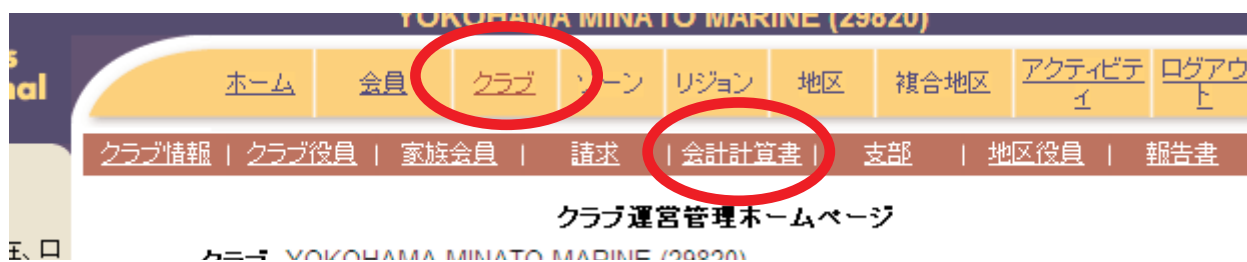 YOKOHAMA MINATO MARINE (29820)
ホーム 会員 クラブ ゾーン リジョン 地区 複合地区 アクティビティ ログアウト
クラブ情報 | クラブ役員 | 家族会員 | 請求 | 会計計算書 | 支部 | 地区役員 | 報告書
クラブ運営管理ホームページ
クラブ YOKOHAMA MINATO MARINE (29820)